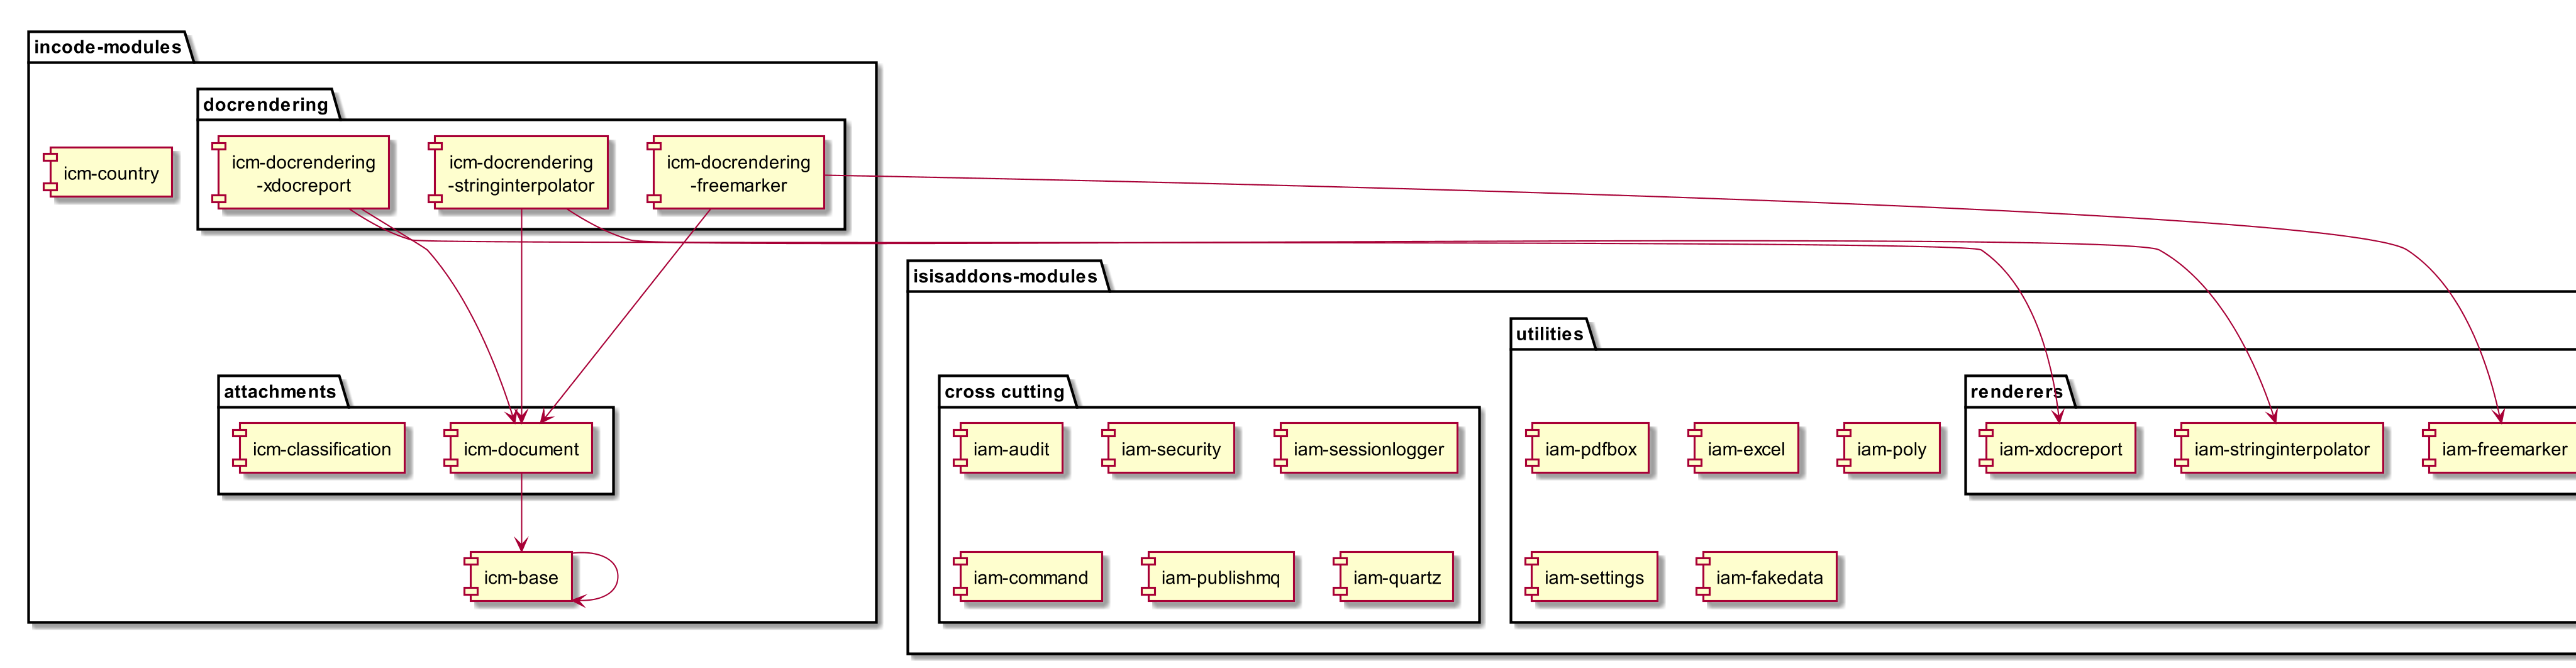 incode-modules
docrendering
icm-country
icm-docrendering
-xdocreport
icm-docrendering
-stringinterpolator
icm-docrendering
-freemarker
attachments
icm-classification
icm-document
icm-base
isisaddons-modules
cross cutting
iam-audit
iam-security
iam-sessionlogger
iam-command
iam-publishmq
iam-quartz
utilities
iam-pdfbox
iam-excel
iam-poly
renderers
iam-xdocreport
iam-stringinterpolator
iam-freemarker
iam-settings
iam-fakedata